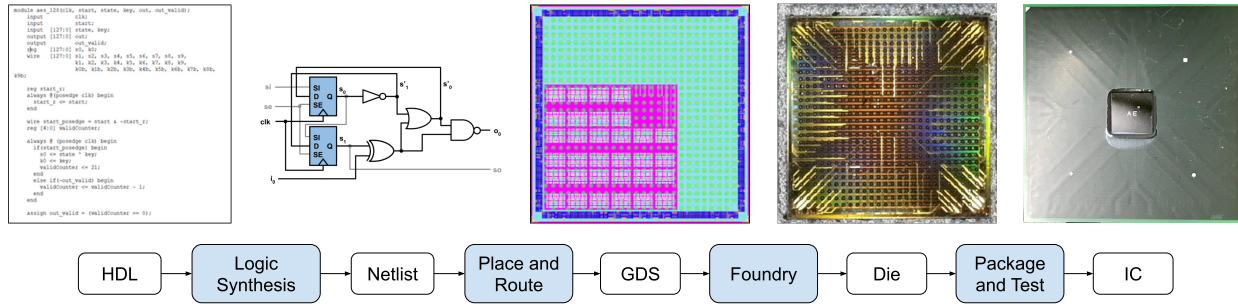 module aes_128(clk, start, state, key, out, out_valid);
input clk;
input start;
input [127:0] state, key;
output [127:0] out;
output out_valid;
reg [127:0] s0, k0;
wire [127:0] s1, s2, s3, s4, s5, s6, s7, s8, s9,
k1, k2, k3, k4, k5, k6, k7, k8, k9,
k0b, k1b, k2b, k3b, k4b, k5b, k6b, k7b, k8b,
k9b;
reg start_r;
always @(posedge clk) begin
start_r <= start;
end
wire start_posedge = start & ~start_r;
reg [4:0] validCounter;
always @ (posedge clk) begin
if(start_posedge) begin
s0 <= state ^ key;
k0 <= key;
validCounter <= 21;
end
else if(~out_valid) begin
validCounter <= validCounter - 1;
end
end
assign out_valid = (validCounter == 0);
si
se
clk
i0
SI
D Q
SE
s0
SI
D Q
SE
s1
s'1
s'0
o0
so
AE
HDL
Logic
Synthesis
Netlist
Place and
Route
GDS
Foundry
Die
Package
and Test
IC